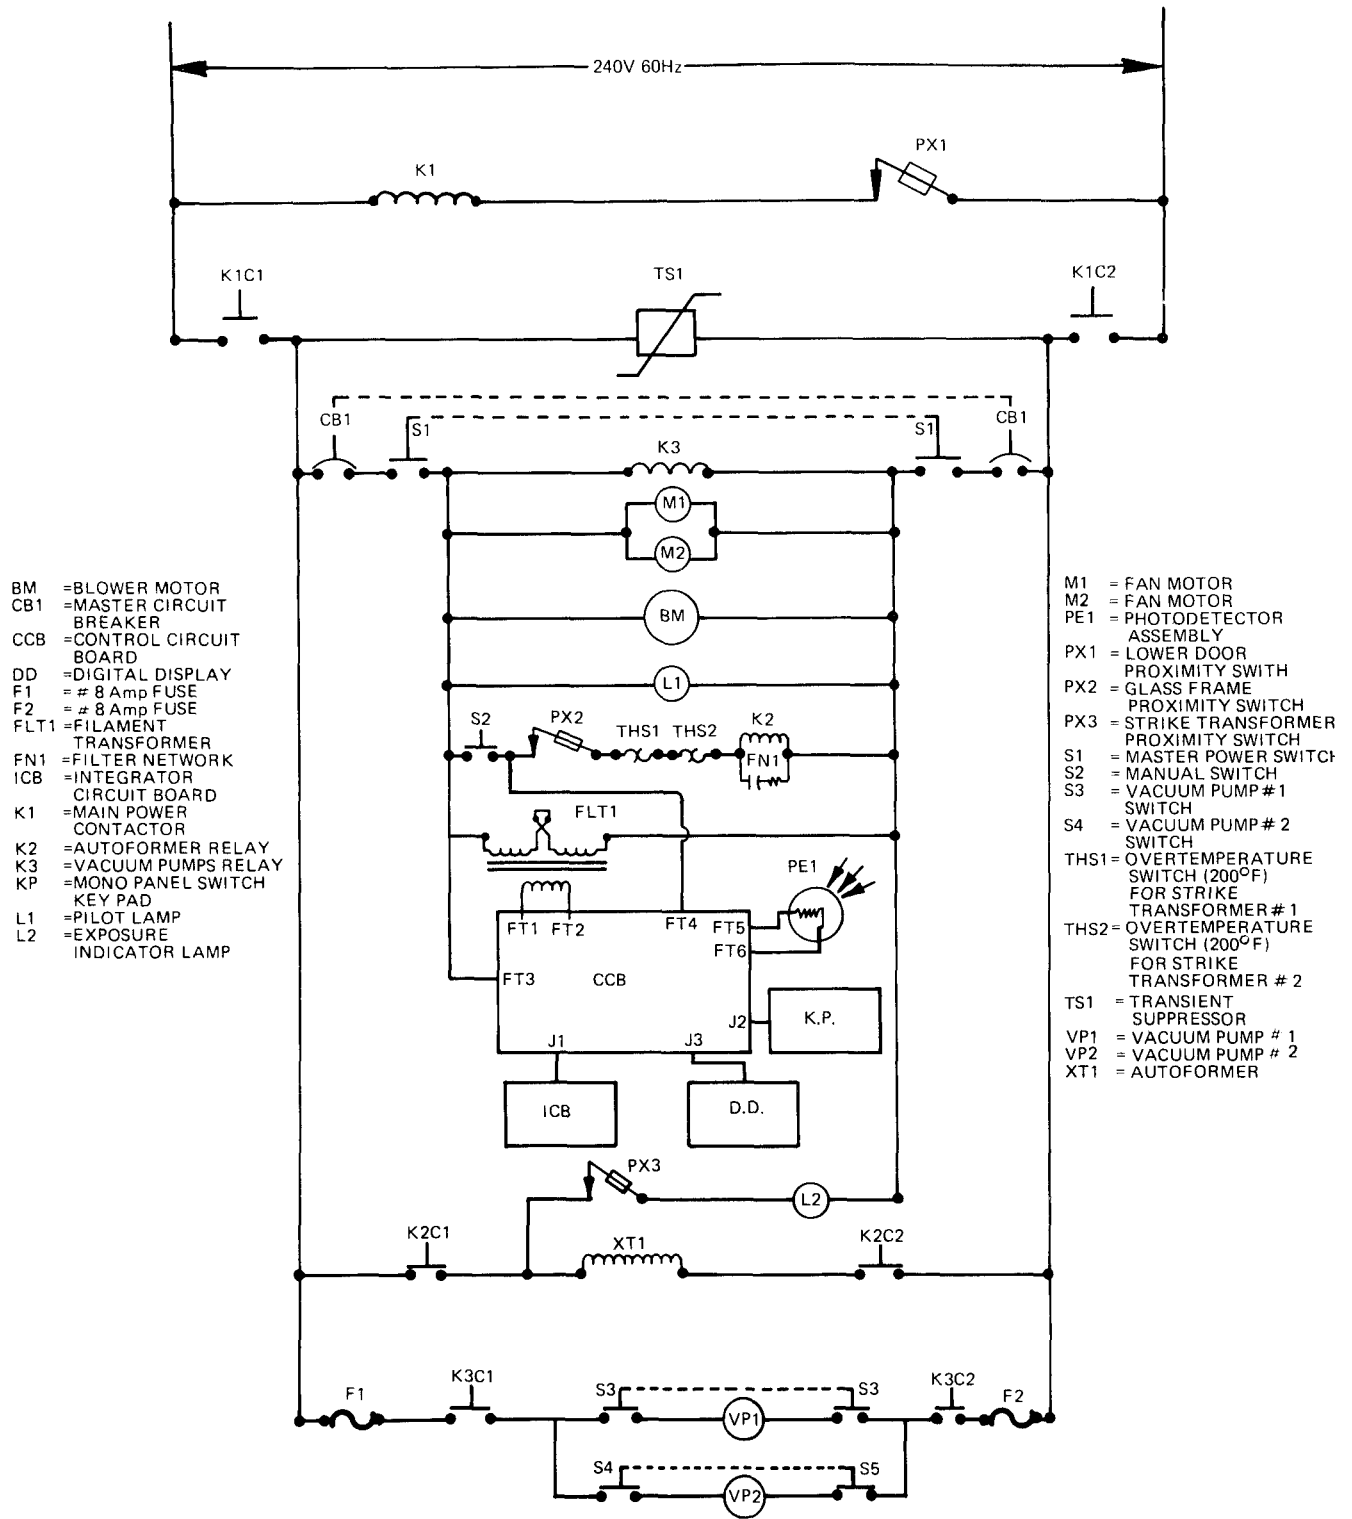 240V 60Hz
K1
PX1
K1C1
TS1
K1C2
CB1
S1
K3
S1
CB1
M1
M2
BM
L1
S2
PX2
THS1
THS2
K2
FN1
FLT1
PE1
FT1
FT2
FT4
FT5
FT6
FT3
CCB
J2
K.P.
J1
J3
ICB
D.D.
PX3
L2
K2C1
XT1
K2C2
F1
K3C1
S3
VP1
S3
K3C2
F2
S4
VP2
S5
BM =BLOWER MOTOR
CB1 =MASTER CIRCUIT
BREAKER
CCB =CONTROL CIRCUIT
BOARD
DD =DIGITAL DISPLAY
F1 = # 8 Amp FUSE
F2 = # 8 Amp FUSE
FLT1 =FILAMENT
TRANSFORMER
FN1 =FILTER NETWORK
ICB =INTEGRATOR
CIRCUIT BOARD
K1 =MAIN POWER
CONTACTOR
K2 =AUTOFORMER RELAY
K3 =VACUUM PUMPS RELAY
KP =MONO PANEL SWITCH
KEY PAD
L1 =PILOT LAMP
L2 =EXPOSURE
INDICATOR LAMP
M1 = FAN MOTOR
M2 = FAN MOTOR
PE1 = PHOTODETECTOR
ASSEMBLY
PX1 = LOWER DOOR
PROXIMITY SWITH
PX2 = GLASS FRAME
PROXIMITY SWITCH
PX3 = STRIKE TRANSFORMER
PROXIMITY SWITCH
S1 = MASTER POWER SWITCH
S2 = MANUAL SWITCH
S3 = VACUUM PUMP #1
SWITCH
S4 = VACUUM PUMP # 2
SWITCH
THS1= OVERTEMPERATURE
SWITCH (200°F)
FOR STRIKE
TRANSFORMER # 1
THS2= OVERTEMPERATURE
SWITCH (200°F)
FOR STRIKE
TRANSFORMER # 2
TS1 = TRANSIENT
SUPPRESSOR
VP1 = VACUUM PUMP # 1
VP2 = VACUUM PUMP # 2
XT1 = AUTOFORMER